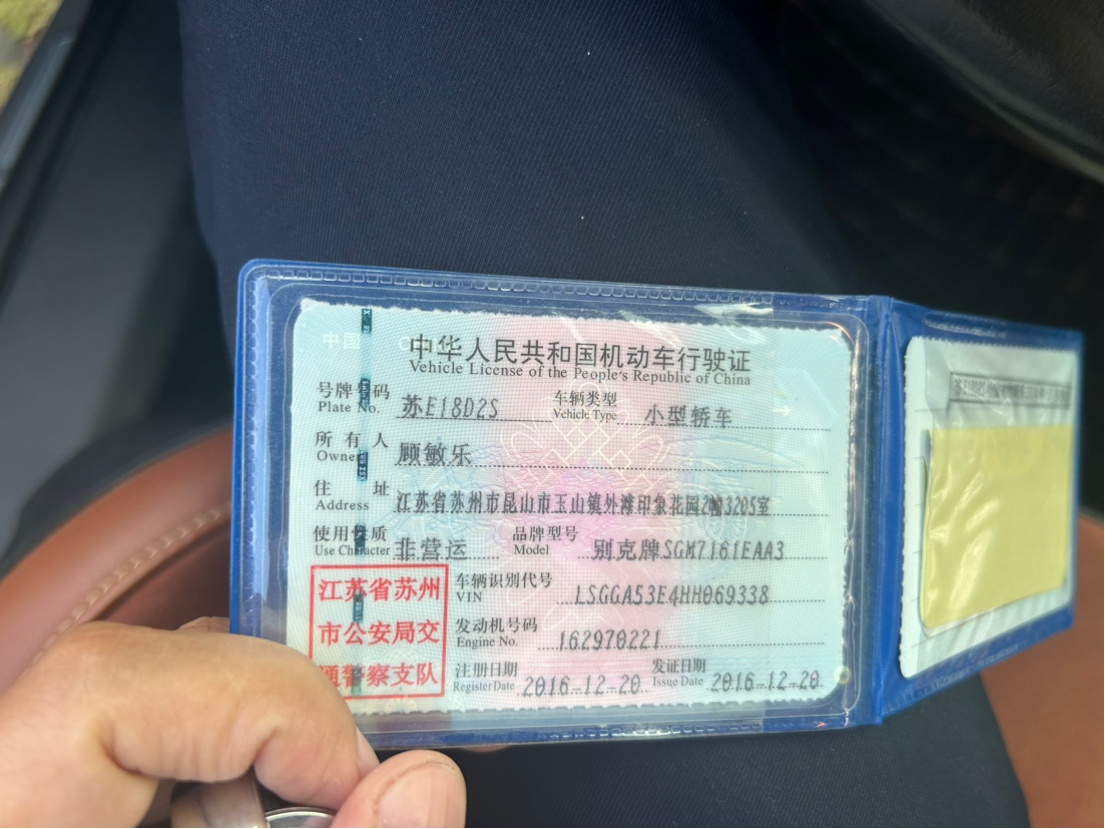 中华人民共和国机动车行驶证
Vehicle License of the People's Republic of China
号牌号码 苏E18D2S 车辆类型 小型轿车
Plate No. Vehicle Type
所有人 顾敏乐
Owner
住址 江苏省苏州市昆山市玉山镇外滩印象花园2幢3205室
Address
使用性质 非营运 品牌型号 别克牌SGM7161EAA3
Use Character Model
江苏省苏州
市公安局交
通警察支队
车辆识别代号 LSGGA53E4HH069338
VIN
发动机号码 162970221
Engine No.
注册日期 2016-12-20 发证日期 2016-12-20
Register Date Issue Date